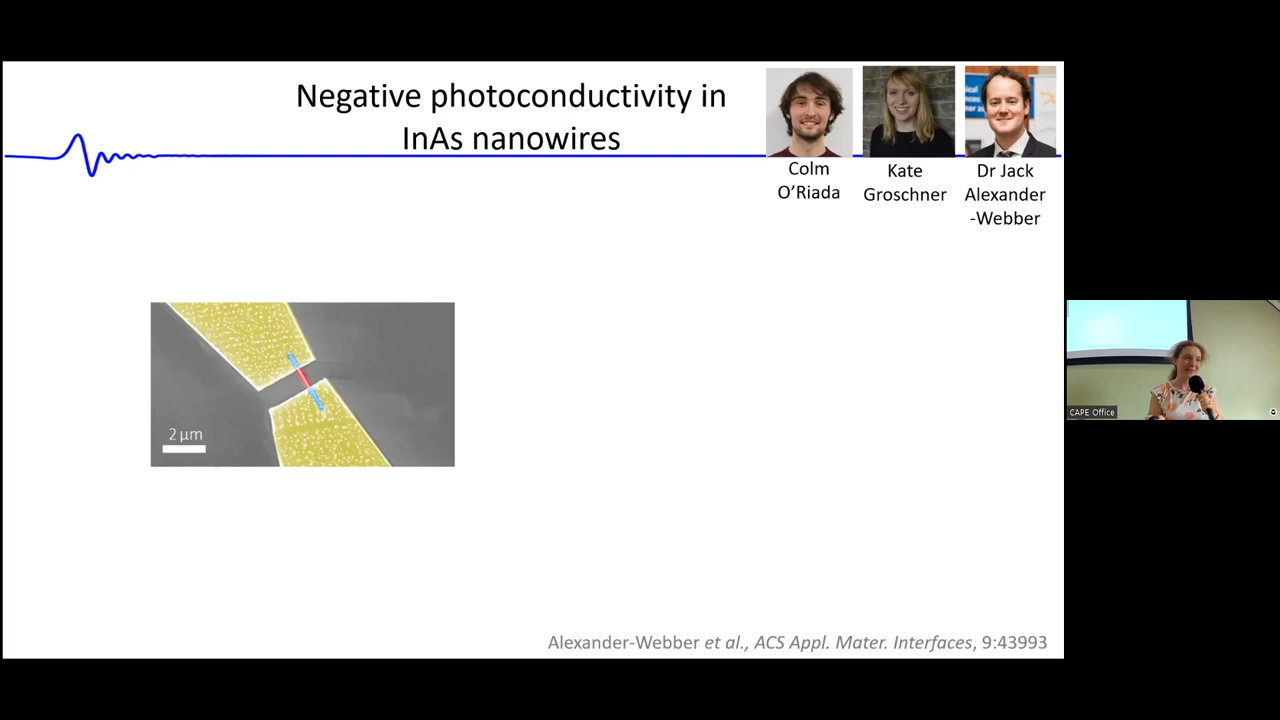 Negative photoconductivity in
InAs nanowires
Colm
O’Riada
Kate
Groschner
Dr Jack
Alexander
-Webber
2 µm
Alexander-Webber et al., ACS Appl. Mater. Interfaces, 9:43993
CAPE Office